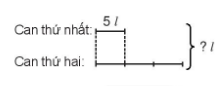 5 l
Can thứ nhất:
? l
Can thứ hai: